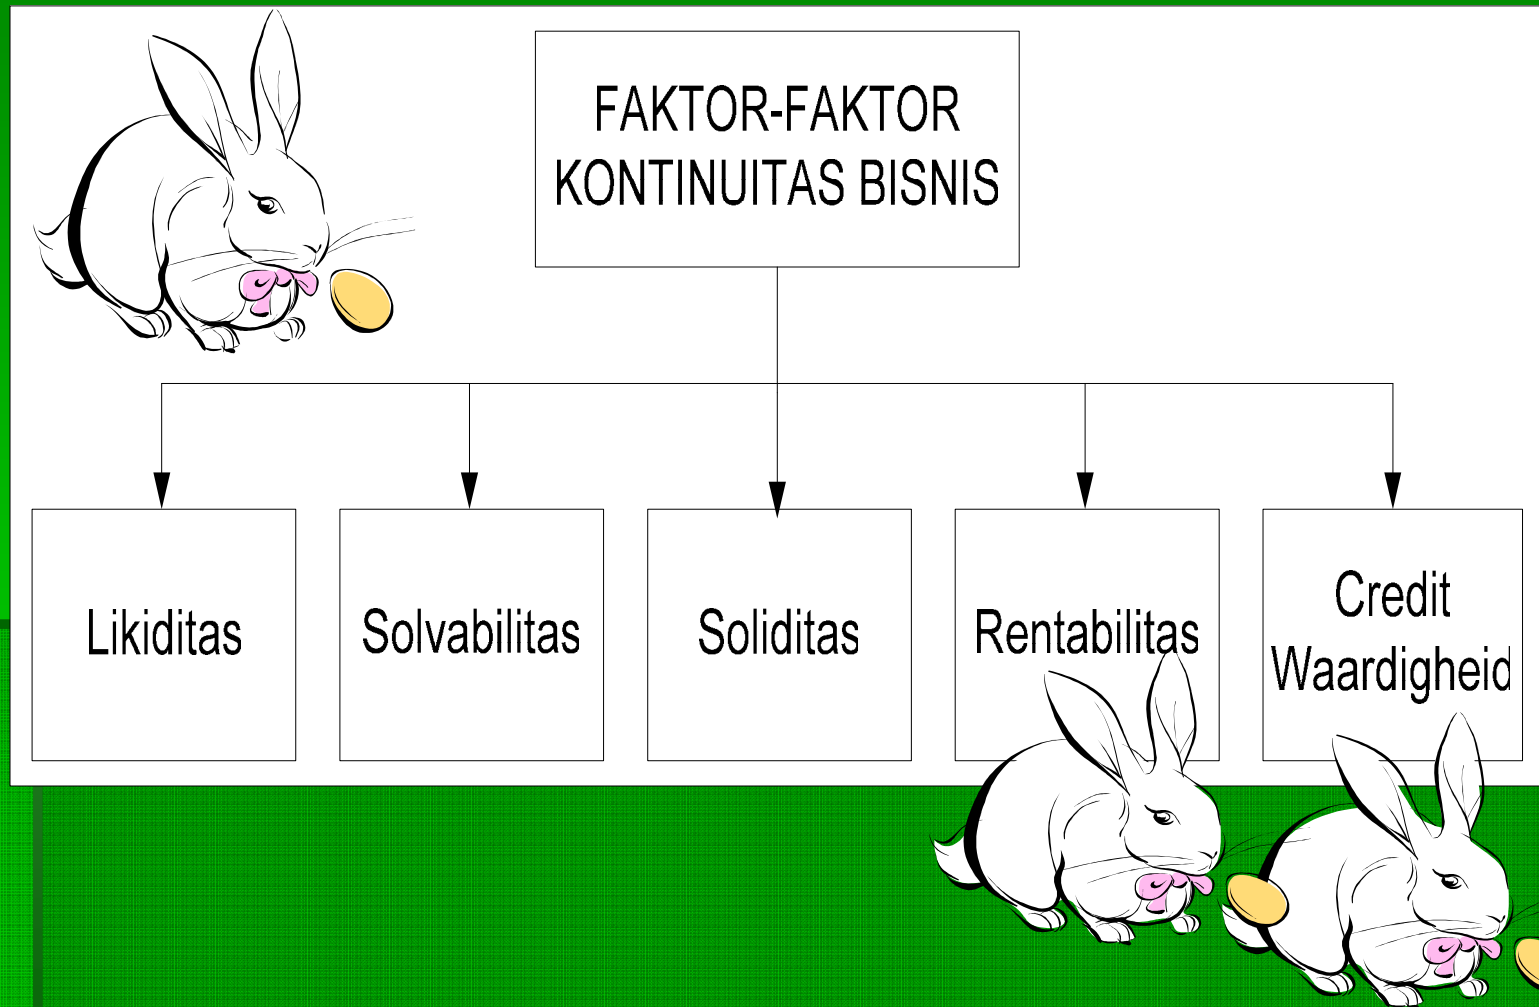 FAKTOR-FAKTOR
KONTINUITAS BISNIS
Likiditas
Solvabilitas
Soliditas
Rentabilitas
Credit
Waardigheid